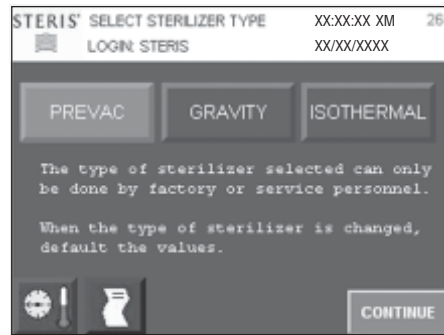 STERIS® SELECT STERILIZER TYPE XX:XX:XX XM 26
LOGIN: STERIS XX/XX/XXXX
PREVAC GRAVITY ISOTHERMAL
The type of sterilizer selected can only
be done by factory or service personnel.
When the type of sterilizer is changed,
default the values.
CONTINUE